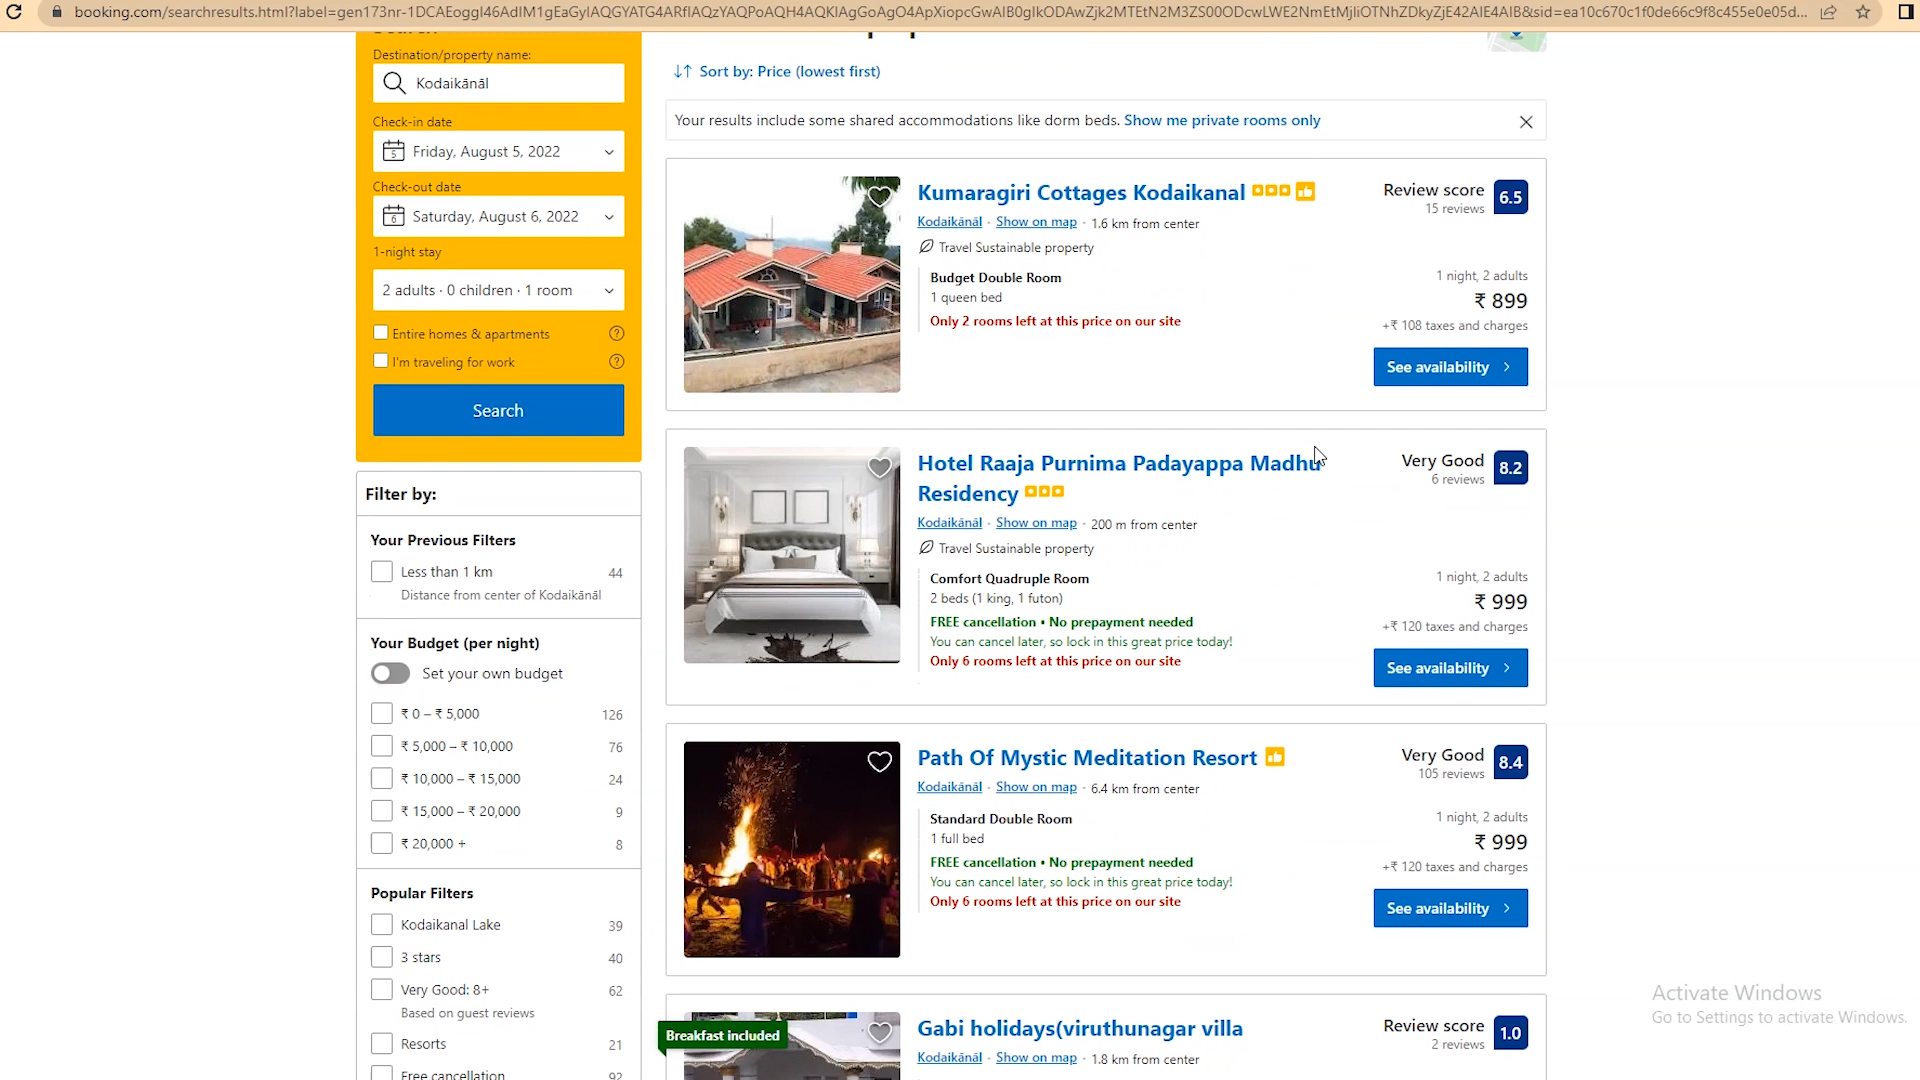 booking.com/searchresults.html?label=gen173nr-1DCAEoggI46AdIM1gEaGyIAQGYATG4ARfIAQzYAQPoAQH4AQKIAgGoAgO4ApXiopcGwAIB0gIkODAwZjk2MTEtN2M3ZS00ODcwLWE2NmEtMjliOTNhZDkyZjE42AIE4AIB&sid=ea10c670c1f0de66c9f8c455e0e05d...
Destination/property name:
Kodaikānāl
Check-in date
5
Friday, August 5, 2022
Check-out date
6
Saturday, August 6, 2022
1-night stay
2 adults · 0 children · 1 room
Entire homes & apartments
I'm traveling for work
Search
Filter by:
Your Previous Filters
Less than 1 km 44
Distance from center of Kodaikānāl
Your Budget (per night)
Set your own budget
₹ 0 – ₹ 5,000 126
₹ 5,000 – ₹ 10,000 76
₹ 10,000 – ₹ 15,000 24
₹ 15,000 – ₹ 20,000 9
₹ 20,000 + 8
Popular Filters
Kodaikanal Lake 39
3 stars 40
Very Good: 8+ 62
Based on guest reviews
Resorts 21
Free cancellation 92
Sort by: Price (lowest first)
Your results include some shared accommodations like dorm beds. Show me private rooms only
Kumaragiri Cottages Kodaikanal
Review score 6.5
15 reviews
Kodaikānāl · Show on map · 1.6 km from center
Travel Sustainable property
Budget Double Room
1 queen bed
Only 2 rooms left at this price on our site
1 night, 2 adults
₹ 899
+₹ 108 taxes and charges
See availability
Hotel Raaja Purnima Padayappa Madhu
Residency
Very Good 8.2
6 reviews
Kodaikānāl · Show on map · 200 m from center
Travel Sustainable property
Comfort Quadruple Room
2 beds (1 king, 1 futon)
FREE cancellation • No prepayment needed
You can cancel later, so lock in this great price today!
Only 6 rooms left at this price on our site
1 night, 2 adults
₹ 999
+₹ 120 taxes and charges
See availability
Path Of Mystic Meditation Resort
Very Good 8.4
105 reviews
Kodaikānāl · Show on map · 6.4 km from center
Standard Double Room
1 full bed
FREE cancellation • No prepayment needed
You can cancel later, so lock in this great price today!
Only 6 rooms left at this price on our site
1 night, 2 adults
₹ 999
+₹ 120 taxes and charges
See availability
Breakfast included
Gabi holidays(viruthunagar villa
Review score 1.0
2 reviews
Kodaikānāl · Show on map · 1.8 km from center
Activate Windows
Go to Settings to activate Windows.